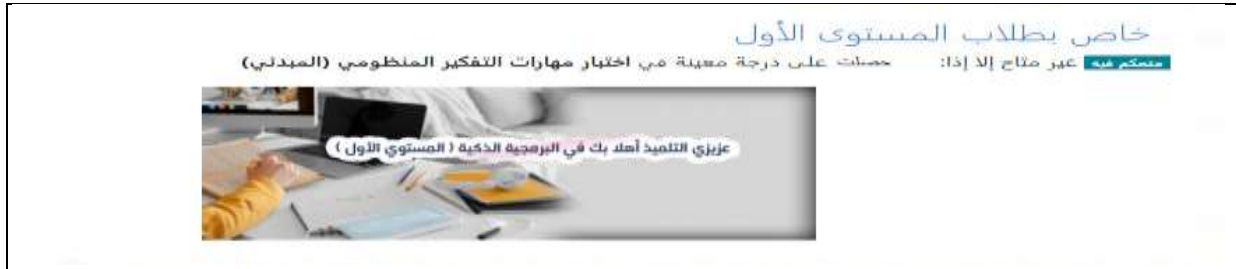 خاص بطلاب المستوى الأول
متحكم فيه غير متاح إلا إذا: حصلت على درجة معينة في اختبار مهارات التفكير المنظومي (المبدئي)
عزيزي التلميذ أهلا بك في البرمجية الذكية ( المستوي الأول )